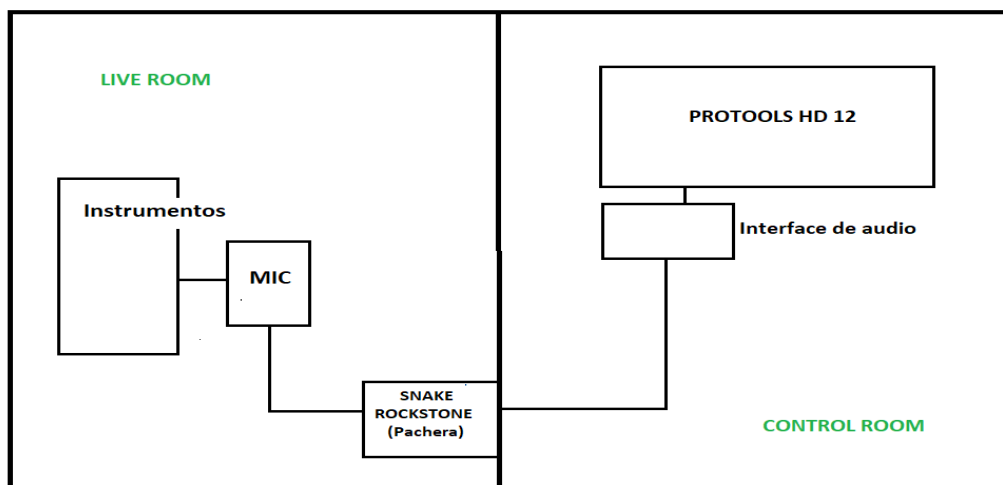 LIVE ROOM
PROTOOLS HD 12
Instrumentos
Interface de audio
MIC
SNAKE
ROCKSTONE
(Pachera)
CONTROL ROOM